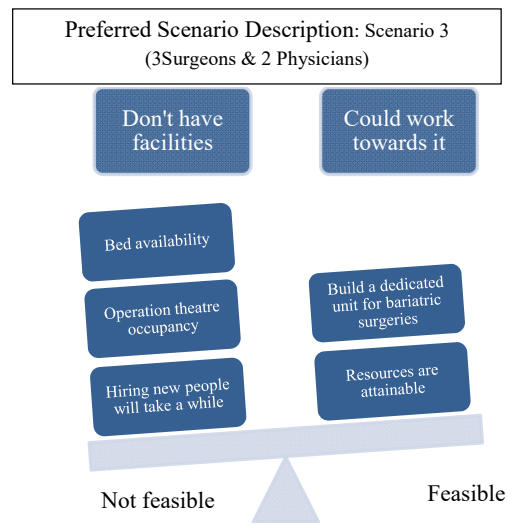 Preferred Scenario Description: Scenario 3
(3Surgeons & 2 Physicians)
Don't have
facilities
Could work
towards it
Bed availability
Operation theatre
occupancy
Hiring new people
will take a while
Build a dedicated
unit for bariatric
surgeries
Resources are
attainable
Not feasible
Feasible